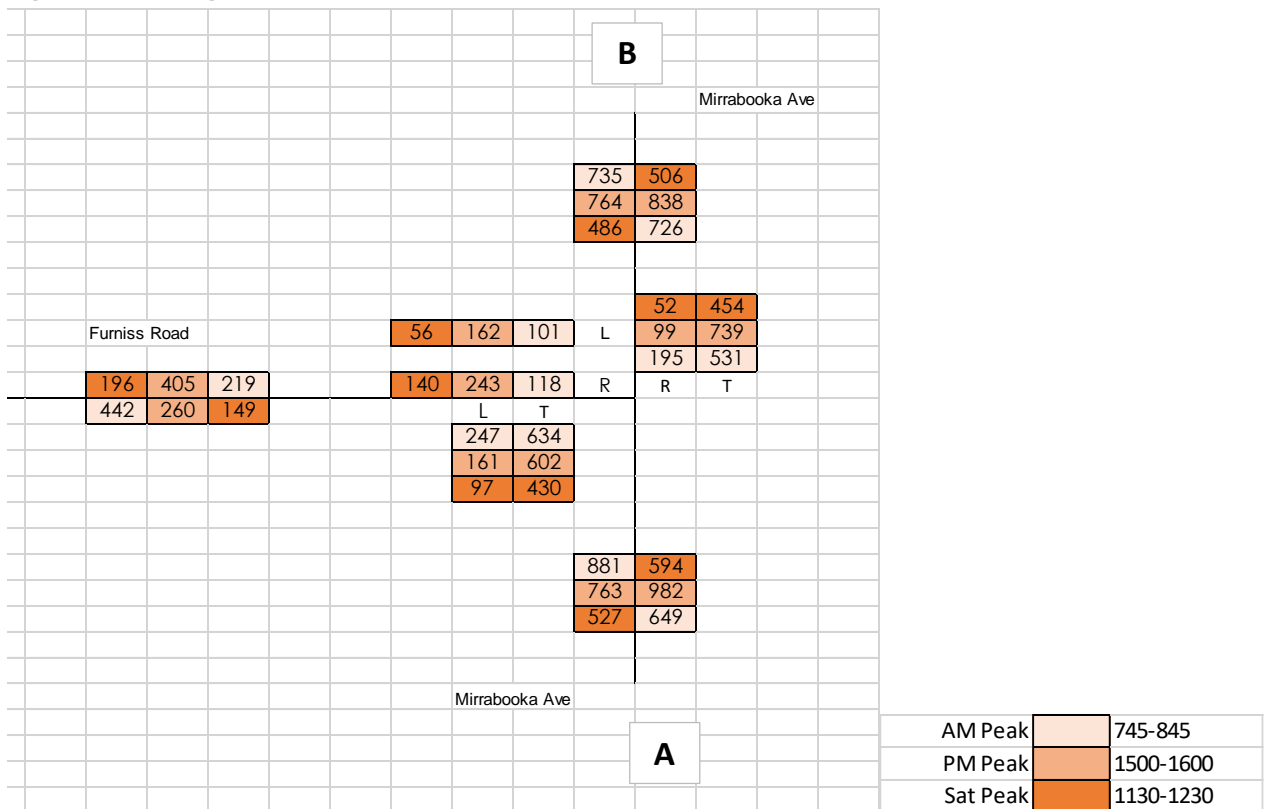 B
Mirrabooka Ave
735 506
764 838
486 726
52 454
Furniss Road 56 162 101 L 99 739
195 531
196 405 219 140 243 118 R R T
442 260 149 L T
247 634
161 602
97 430
881 594
763 982
527 649
Mirrabooka Ave
A
AM Peak 745-845
PM Peak 1500-1600
Sat Peak 1130-1230